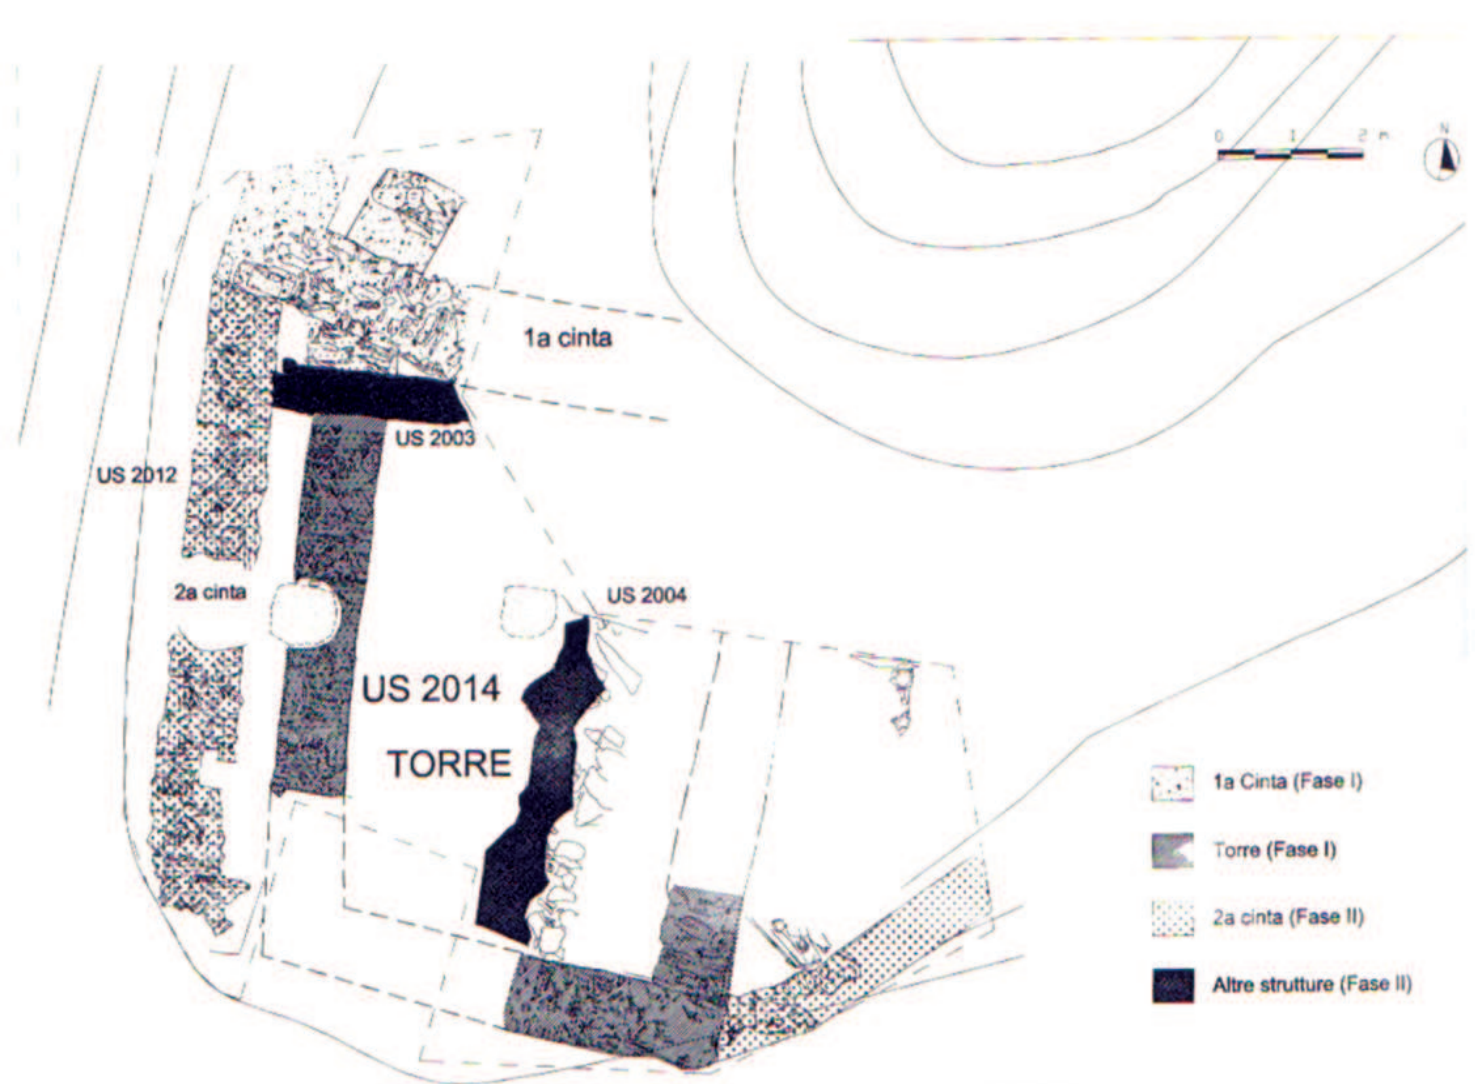 0 1 2 m
N
1a cinta
US 2003
US 2012
2a cinta
US 2004
US 2014
TORRE
1a Cinta (Fase I)
Torre (Fase I)
2a cinta (Fase II)
Altre strutture (Fase II)